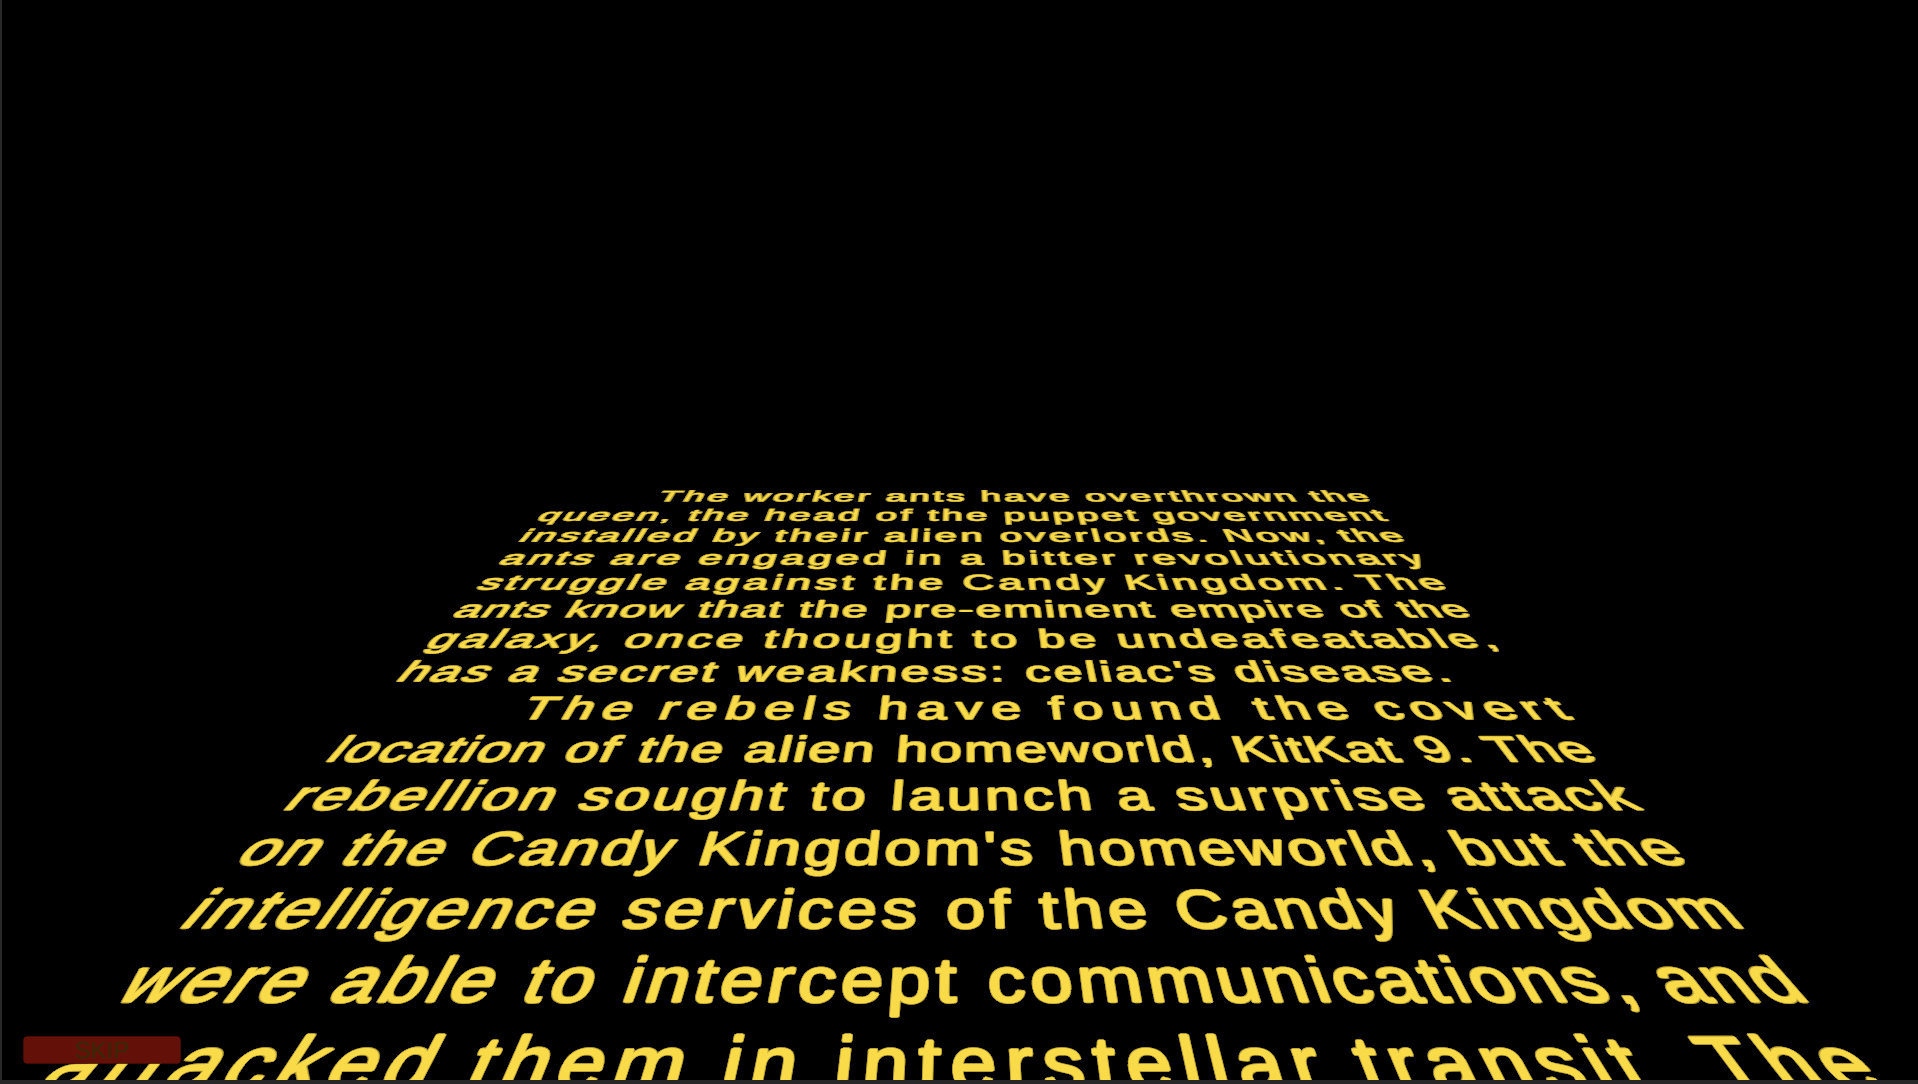 The worker ants have overthrown the
queen, the head of the puppet government
installed by their alien overlords. Now, the
ants are engaged in a bitter revolutionary
struggle against the Candy Kingdom. The
ants know that the pre-eminent empire of the
galaxy, once thought to be undeafeatable,
has a secret weakness: celiac's disease.
The rebels have found the covert
location of the alien homeworld, KitKat 9. The
rebellion sought to launch a surprise attack
on the Candy Kingdom's homeworld, but the
intelligence services of the Candy Kingdom
were able to intercept communications, and
them in interstellar transit. The
SKIP